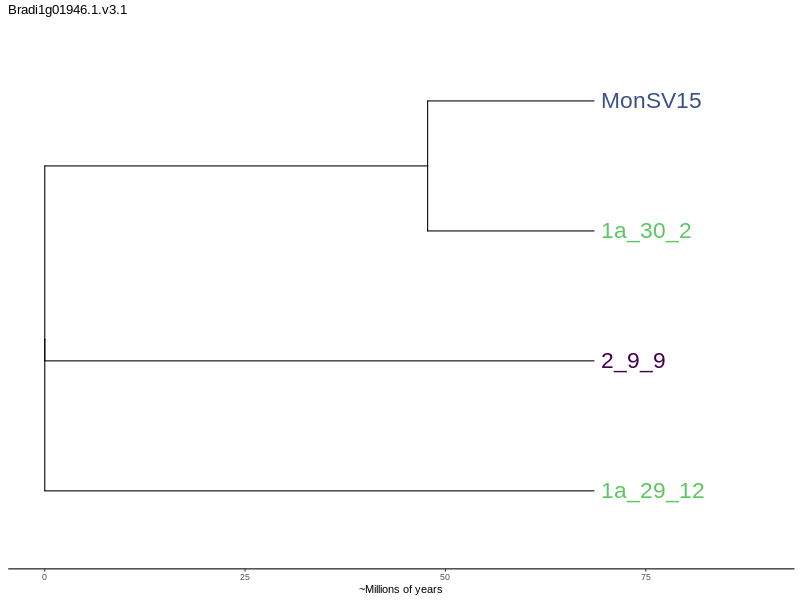 Bradi1g01946.1.v3.1
MonSV15
1a_30_2
2_9_9
1a_29_12
0 25 50 75
~Millions of years